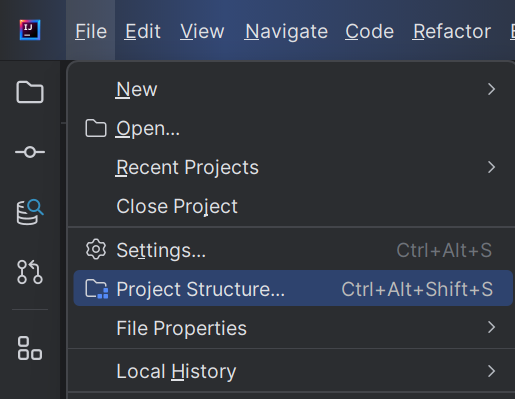 IJ
File Edit View Navigate Code Refactor
New
Open...
Recent Projects
Close Project
Settings... Ctrl+Alt+S
Project Structure... Ctrl+Alt+Shift+S
File Properties
Local History